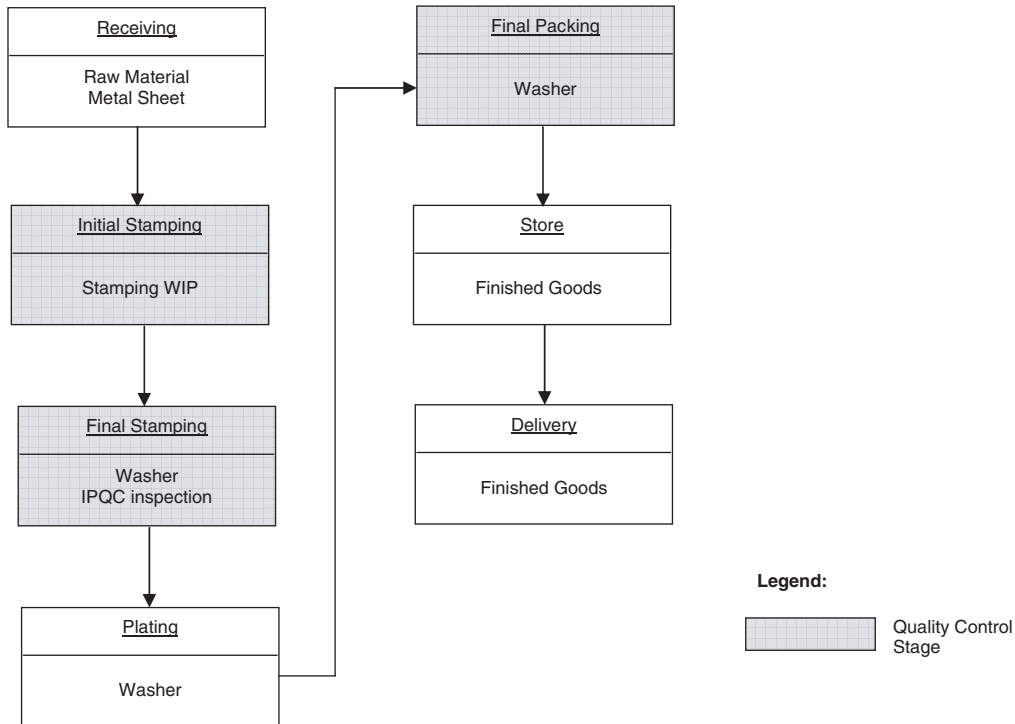 Receiving
Raw Material
Metal Sheet
Initial Stamping
Stamping WIP
Final Stamping
Washer
IPQC inspection
Plating
Washer
Final Packing
Washer
Store
Finished Goods
Delivery
Finished Goods
Legend:
Quality Control
Stage